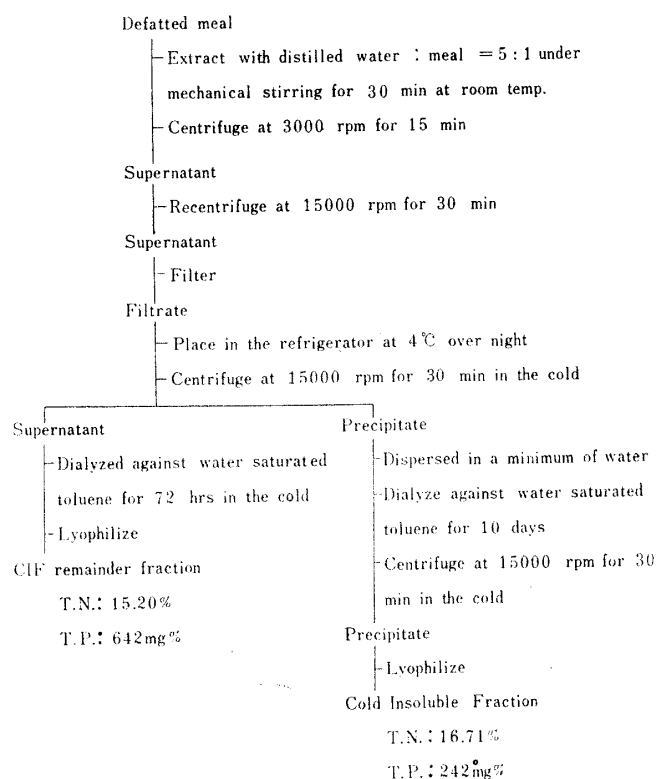 Defatted meal
Extract with distilled water : meal = 5 : 1 under
mechanical stirring for 30 min at room temp.
Centrifuge at 3000 rpm for 15 min
Supernatant
Recentrifuge at 15000 rpm for 30 min
Supernatant
Filter
Filtrate
Place in the refrigerator at 4℃ over night
Centrifuge at 15000 rpm for 30 min in the cold
Supernatant
Dialyzed against water saturated
toluene for 72 hrs in the cold
Lyophilize
CIF remainder fraction
T.N.: 15.20%
T.P.: 642mg%
Precipitate
Dispersed in a minimum of water
Dialyze against water saturated
toluene for 10 days
Centrifuge at 15000 rpm for 30
min in the cold
Precipitate
Lyophilize
Cold Insoluble Fraction
T.N.: 16.71%
T.P.: 242mg%